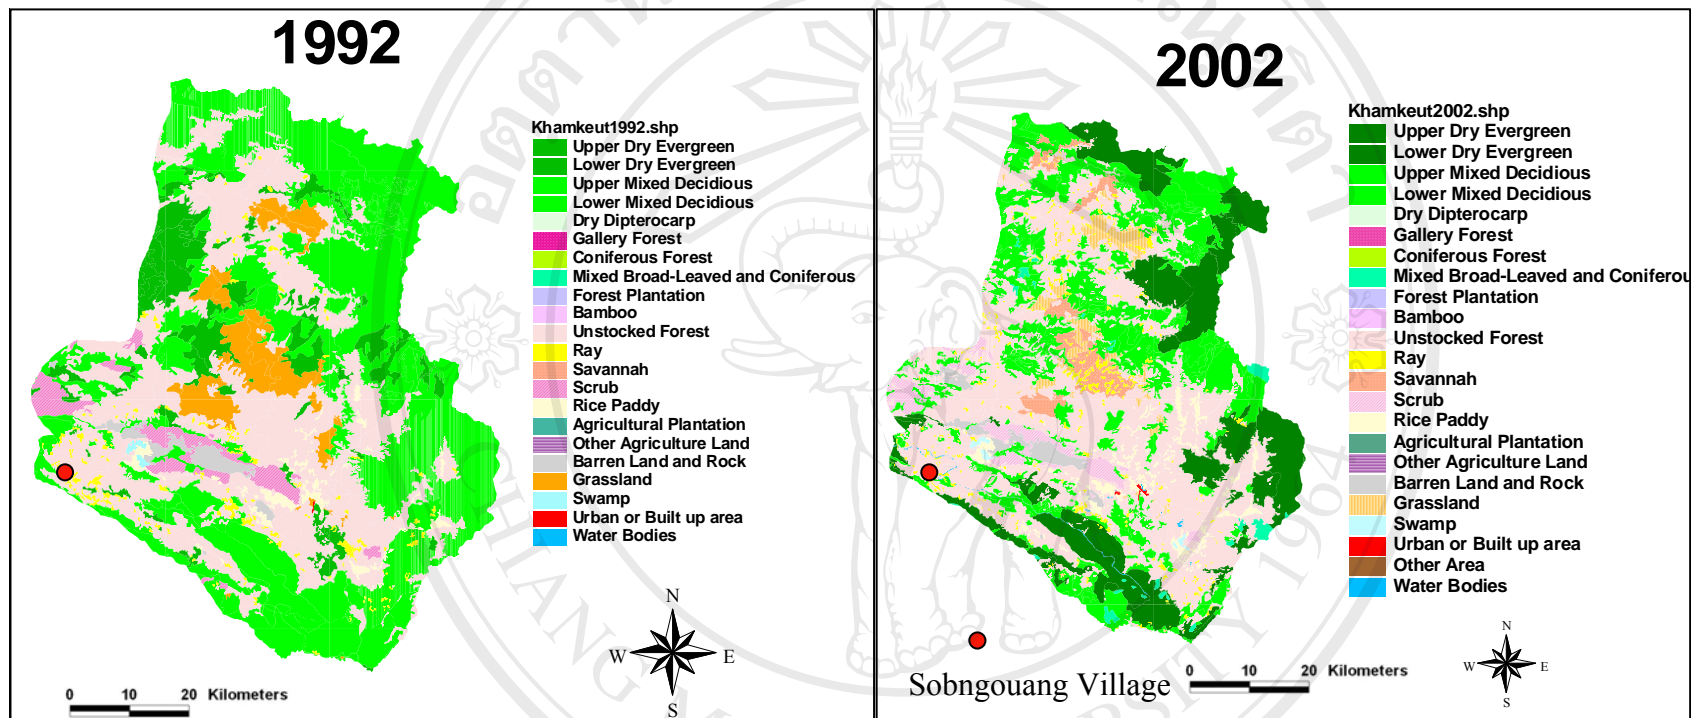 1992
Khamkeut1992.shp
Upper Dry Evergreen
Lower Dry Evergreen
Upper Mixed Decidious
Lower Mixed Decidious
Dry Dipterocarp
Gallery Forest
Coniferous Forest
Mixed Broad-Leaved and Coniferous
Forest Plantation
Bamboo
Unstocked Forest
Ray
Savannah
Scrub
Rice Paddy
Agricultural Plantation
Other Agriculture Land
Barren Land and Rock
Grassland
Swamp
Urban or Built up area
Water Bodies
N
W E
S
0 10 20 Kilometers
2002
Khamkeut2002.shp
Upper Dry Evergreen
Lower Dry Evergreen
Upper Mixed Decidious
Lower Mixed Decidious
Dry Dipterocarp
Gallery Forest
Coniferous Forest
Mixed Broad-Leaved and Coniferou
Forest Plantation
Bamboo
Unstocked Forest
Ray
Savannah
Scrub
Rice Paddy
Agricultural Plantation
Other Agriculture Land
Barren Land and Rock
Grassland
Swamp
Urban or Built up area
Other Area
Water Bodies
N
W E
S
Sobngouang Village
0 10 20 Kilometers